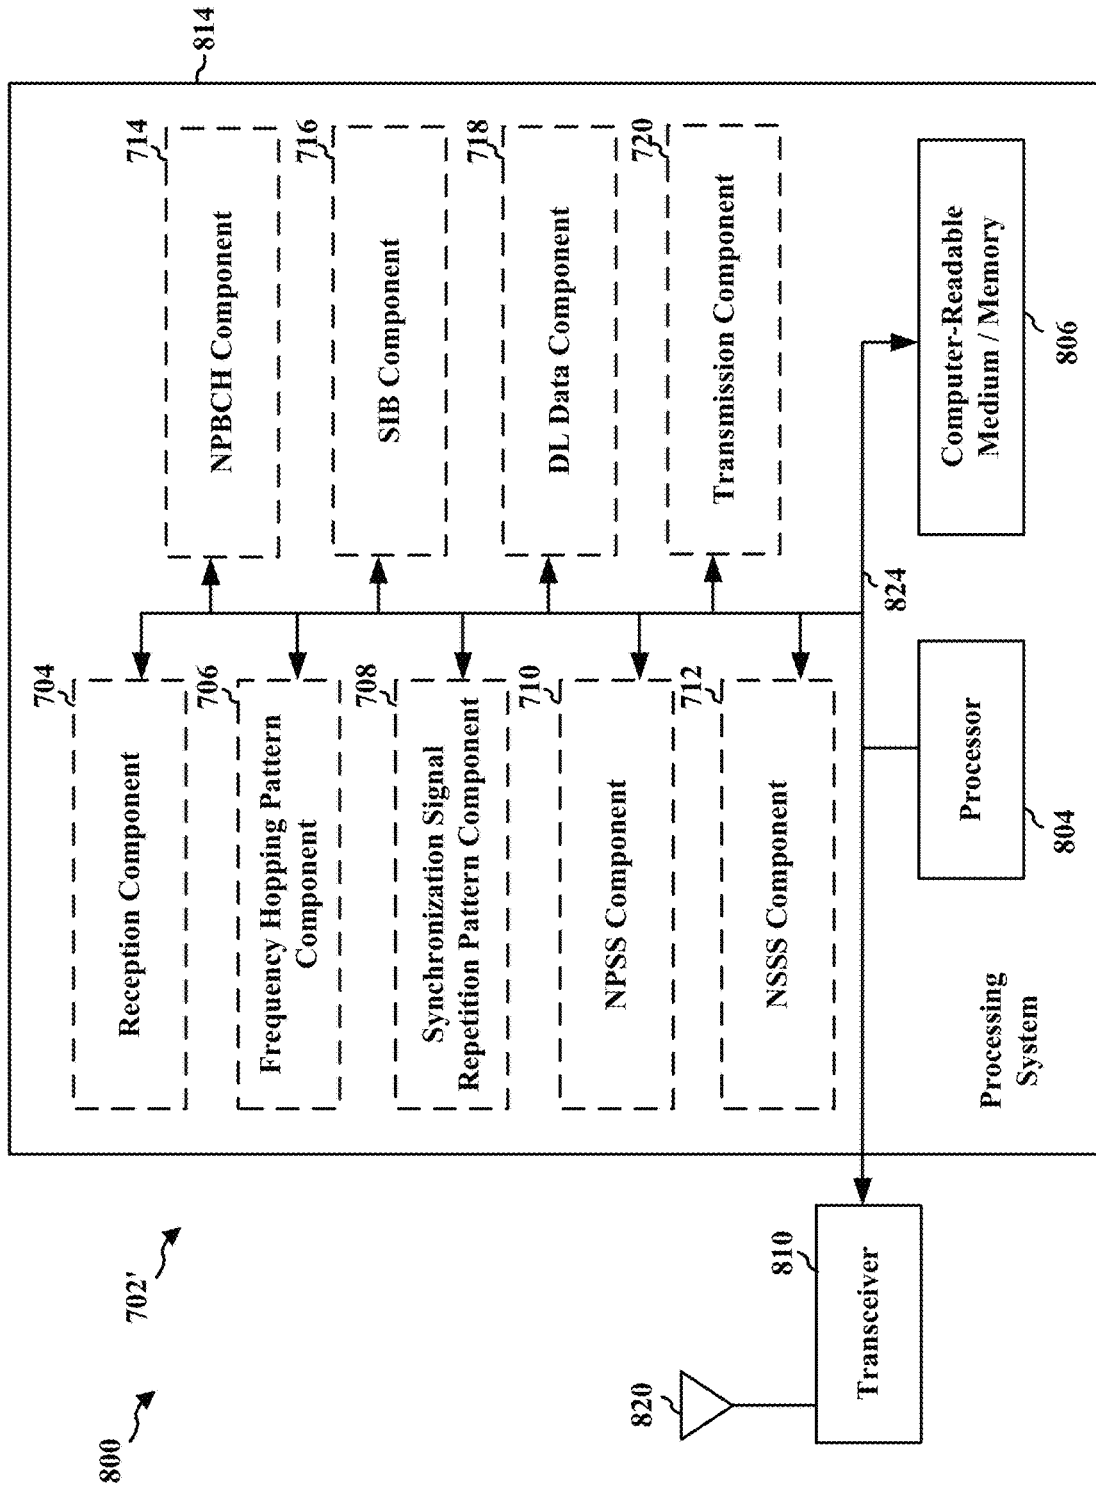 800
702'
814
704
Reception Component
706
Frequency Hopping Pattern
Component
708
Synchronization Signal
Repetition Pattern Component
710
NPSS Component
712
NSSS Component
714
NPBCH Component
716
SIB Component
718
DL Data Component
720
Transmission Component
820
810
Transceiver
Processing
System
Processor
804
824
Computer-Readable
Medium / Memory
806